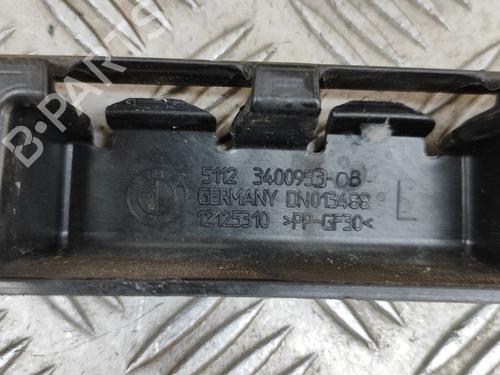 B-PARTS
5112 3400953-08
GERMANY DN013488
12125310 >PP-GF30<
L